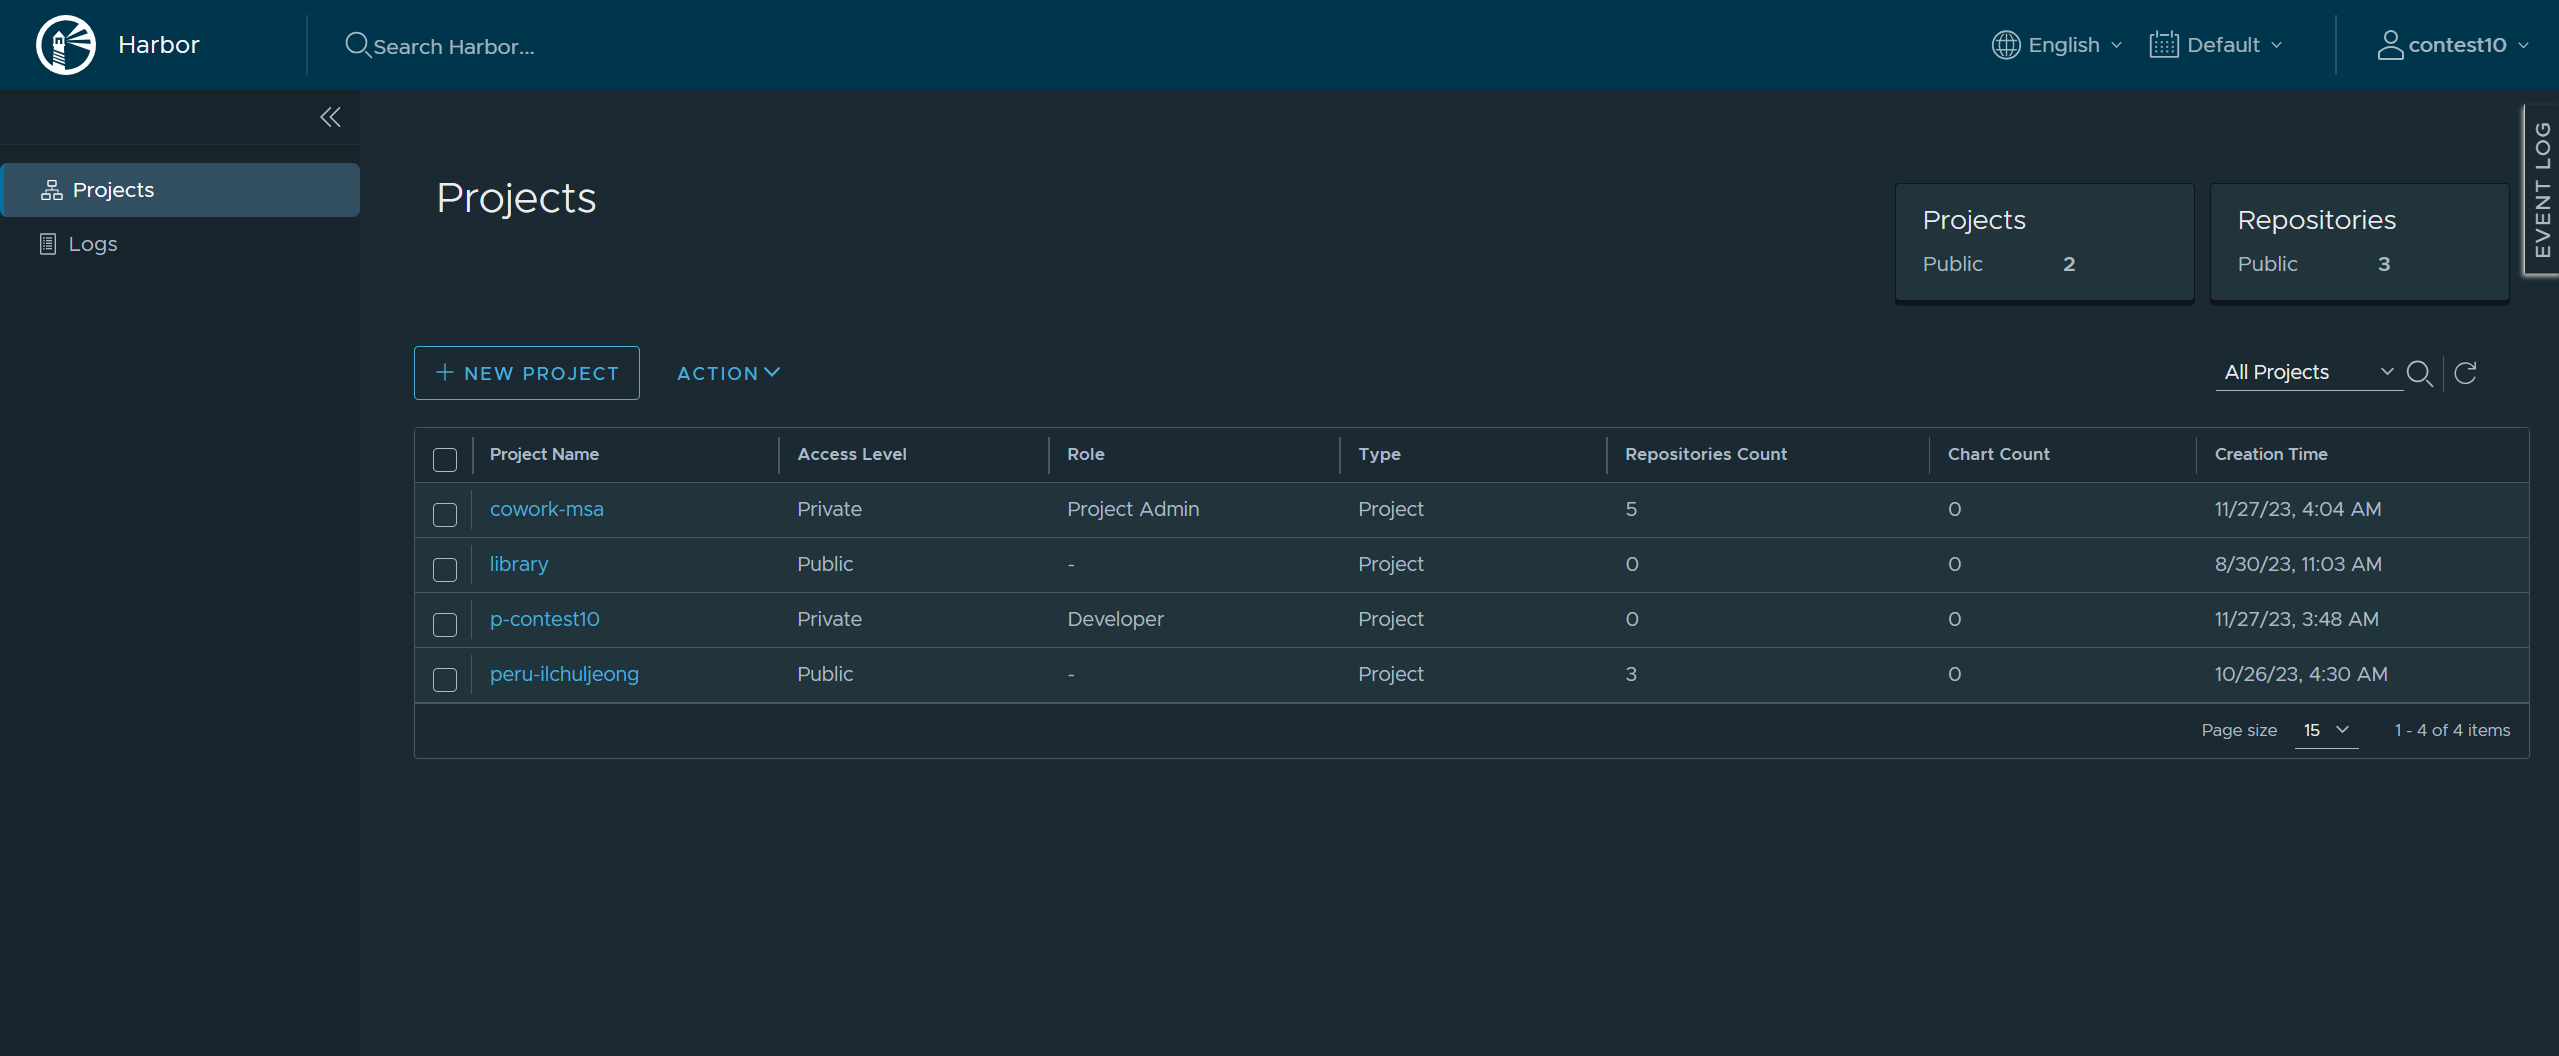 Harbor
Search Harbor...
English
Default
contest10
EVENT LOG
Projects
Logs
Projects
Projects
Public 2
Repositories
Public 3
NEW PROJECT
ACTION
All Projects
Project Name Access Level Role Type Repositories Count Chart Count Creation Time
cowork-msa Private Project Admin Project 5 0 11/27/23, 4:04 AM
library Public - Project 0 0 8/30/23, 11:03 AM
p-contest10 Private Developer Project 0 0 11/27/23, 3:48 AM
peru-ilchuljeong Public - Project 3 0 10/26/23, 4:30 AM
Page size 15 1 - 4 of 4 items